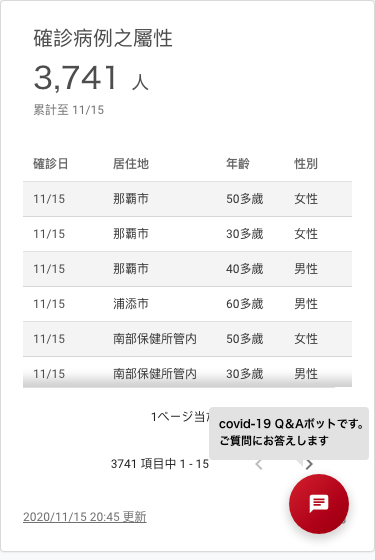 確診病例之屬性
3,741 人
累計至 11/15
確診日 居住地 年齡 性別
11/15 那覇市 50多歲 女性
11/15 那覇市 30多歲 女性
11/15 那覇市 40多歲 男性
11/15 浦添市 60多歲 男性
11/15 南部保健所管内 50多歲 女性
11/15 南部保健所管内 30多歲 男性
1ページ当
covid-19 Q&Aボットです。
ご質問にお答えします
3741 項目中 1 - 15
2020/11/15 20:45 更新